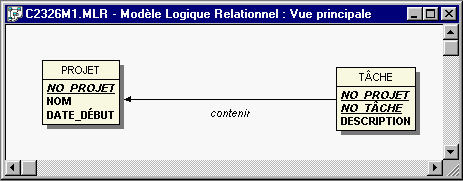 C2326M1.MLR - Modèle Logique Relationnel : Vue principale
PROJET
NO_PROJET
NOM
DATE_DÉBUT
contenir
TÂCHE
NO_PROJET
NO_TÂCHE
DESCRIPTION